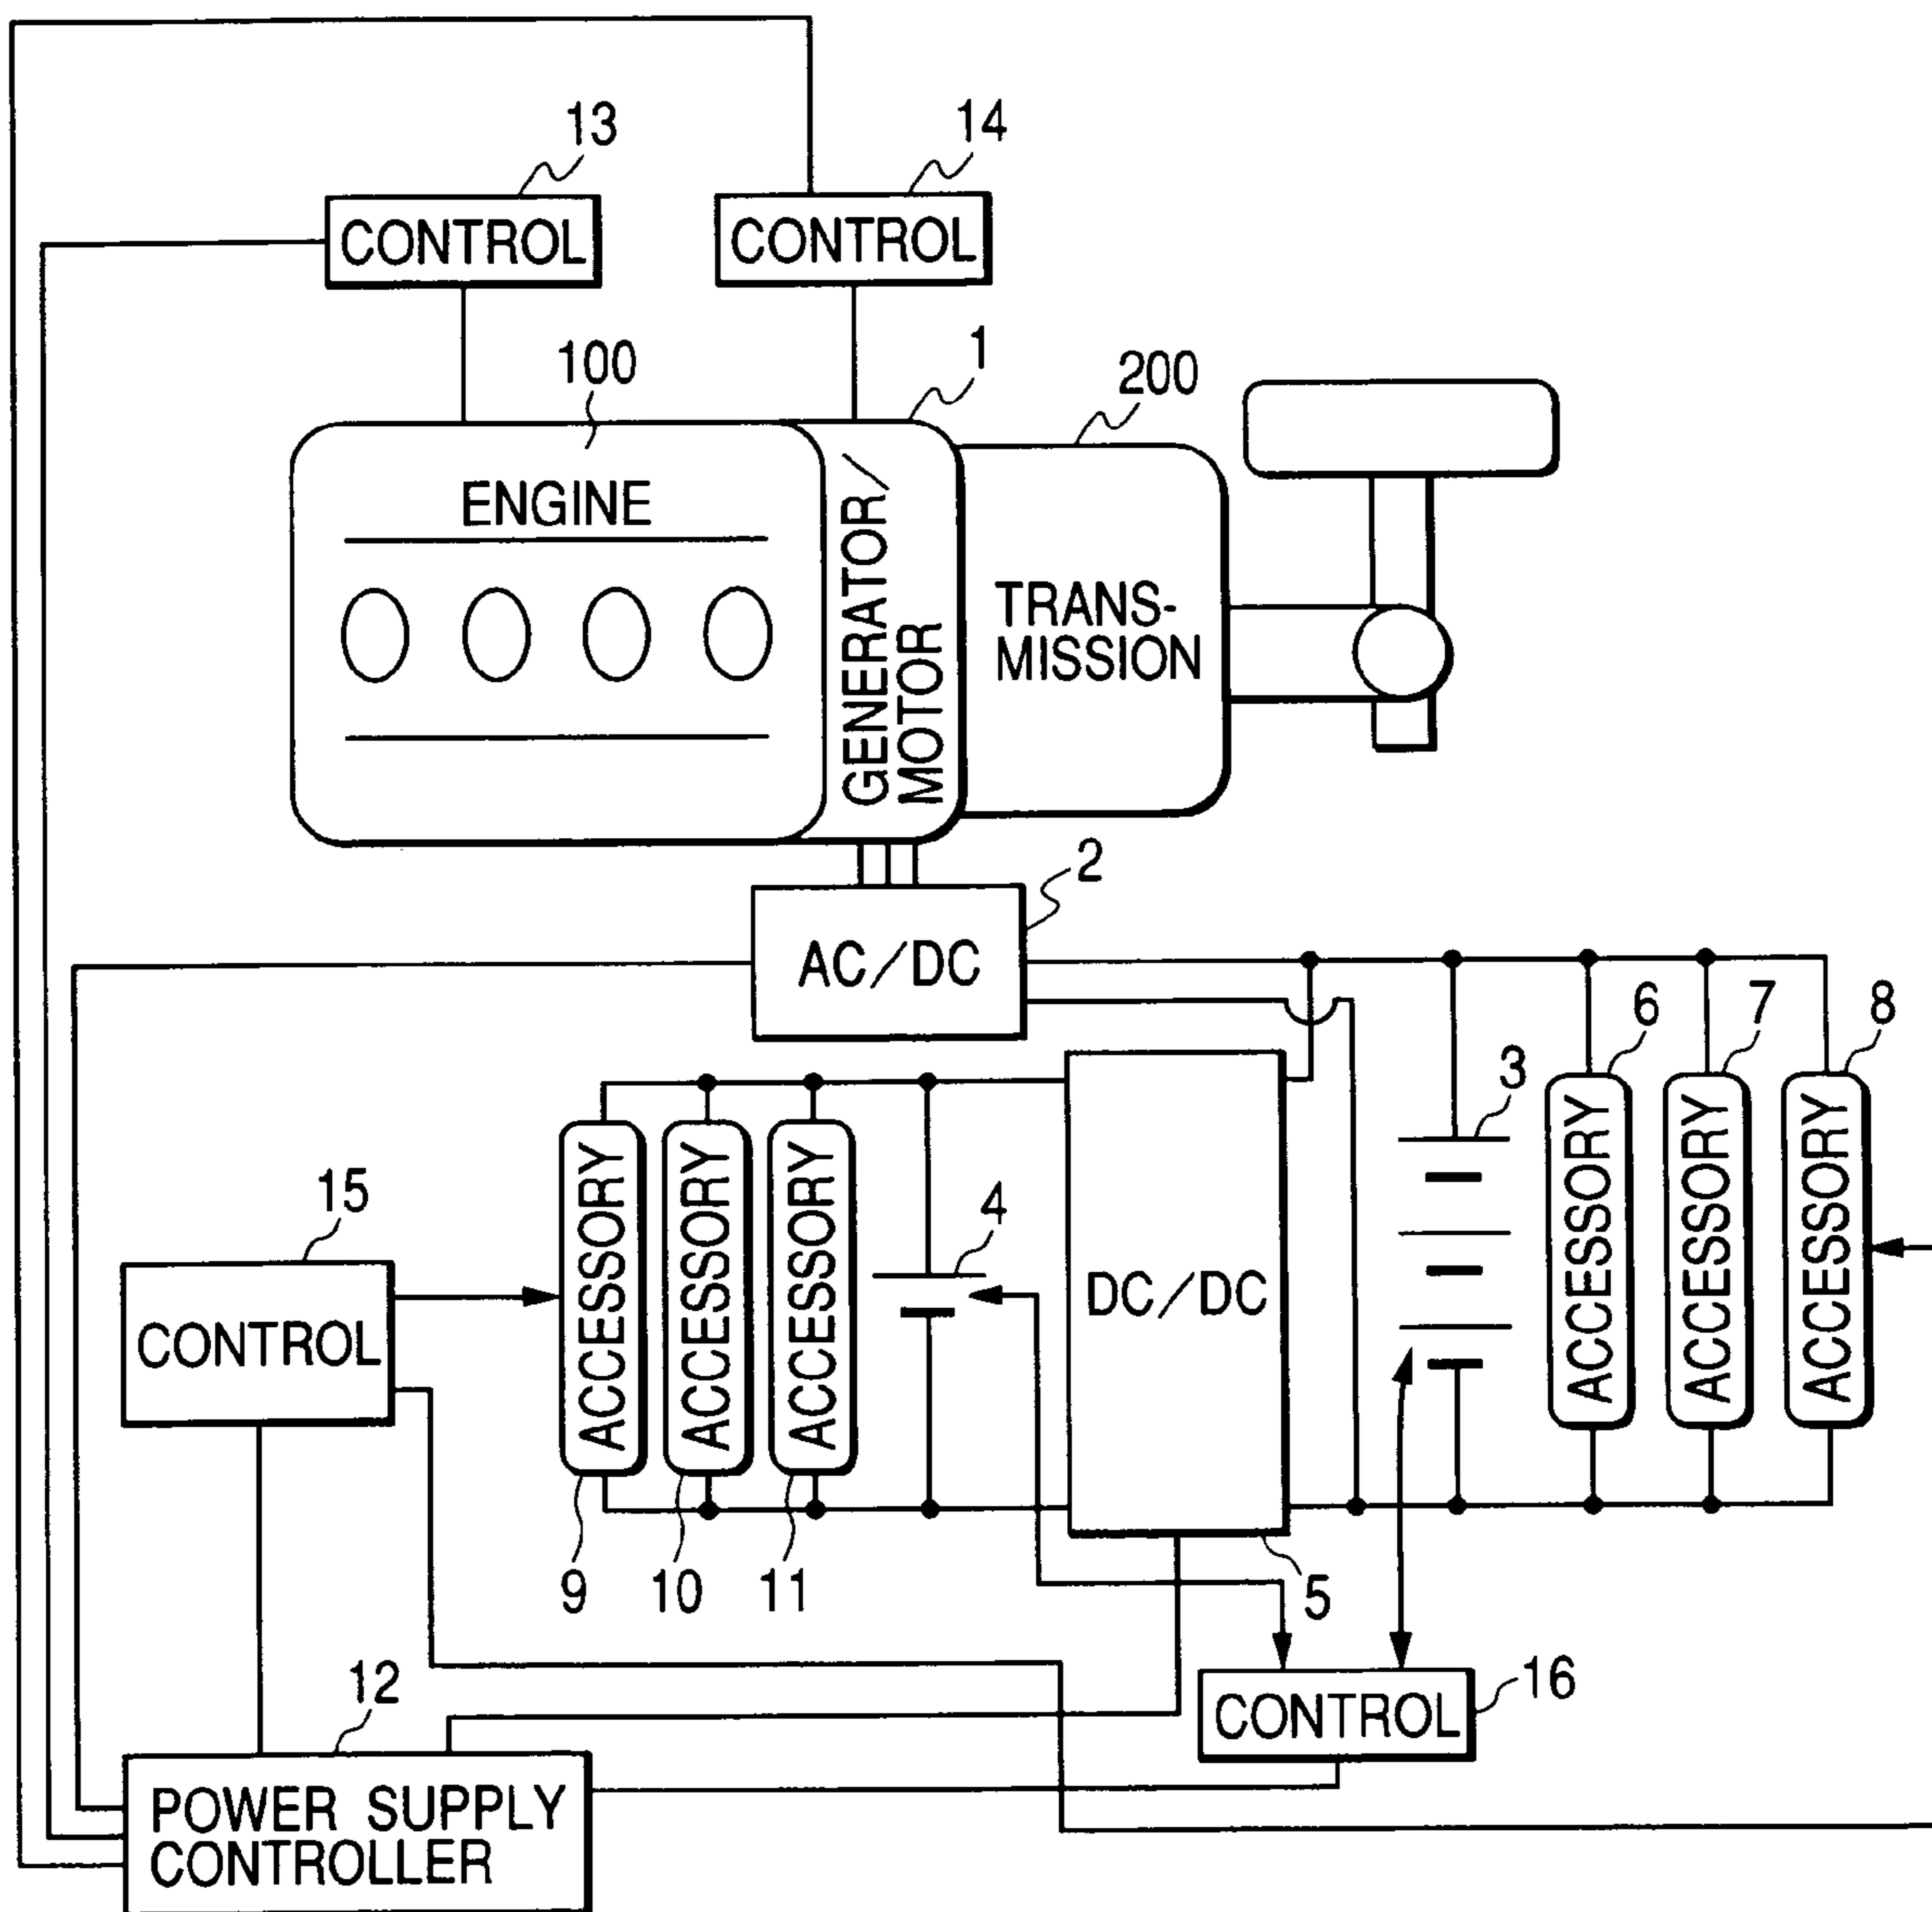 13
14
CONTROL
CONTROL
100
1
200
ENGINE
GENERATOR/
MOTOR
TRANS-
MISSION
2
AC/DC
6
7
8
3
ACCESSORY
ACCESSORY
ACCESSORY
15
4
ACCESSORY
ACCESSORY
ACCESSORY
DC/DC
CONTROL
9
10
11
5
12
16
CONTROL
POWER SUPPLY
CONTROLLER